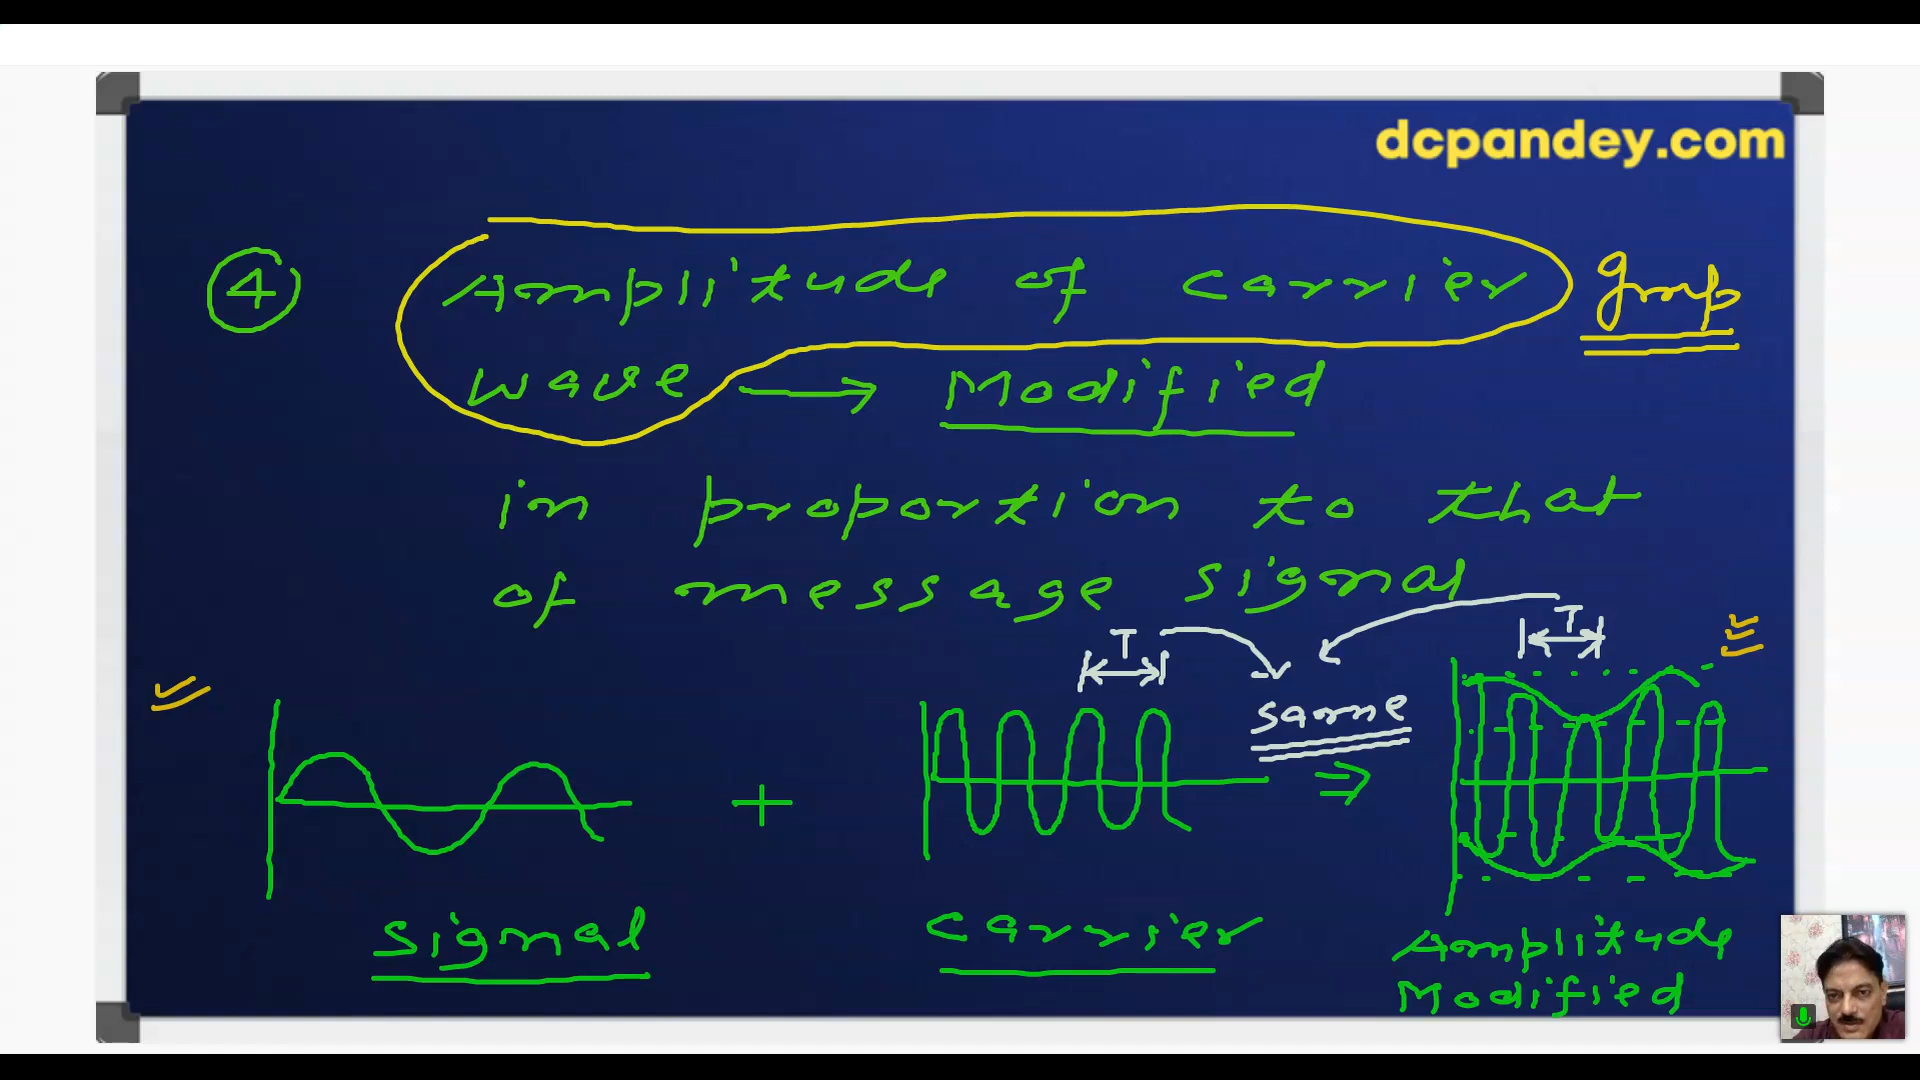 dcpandey.com
4 Amplitude of carrier
wave → Modified
in proportion to that
of message signal
T
T
same
+
⇒
signal
carrier
Amplitude
Modified